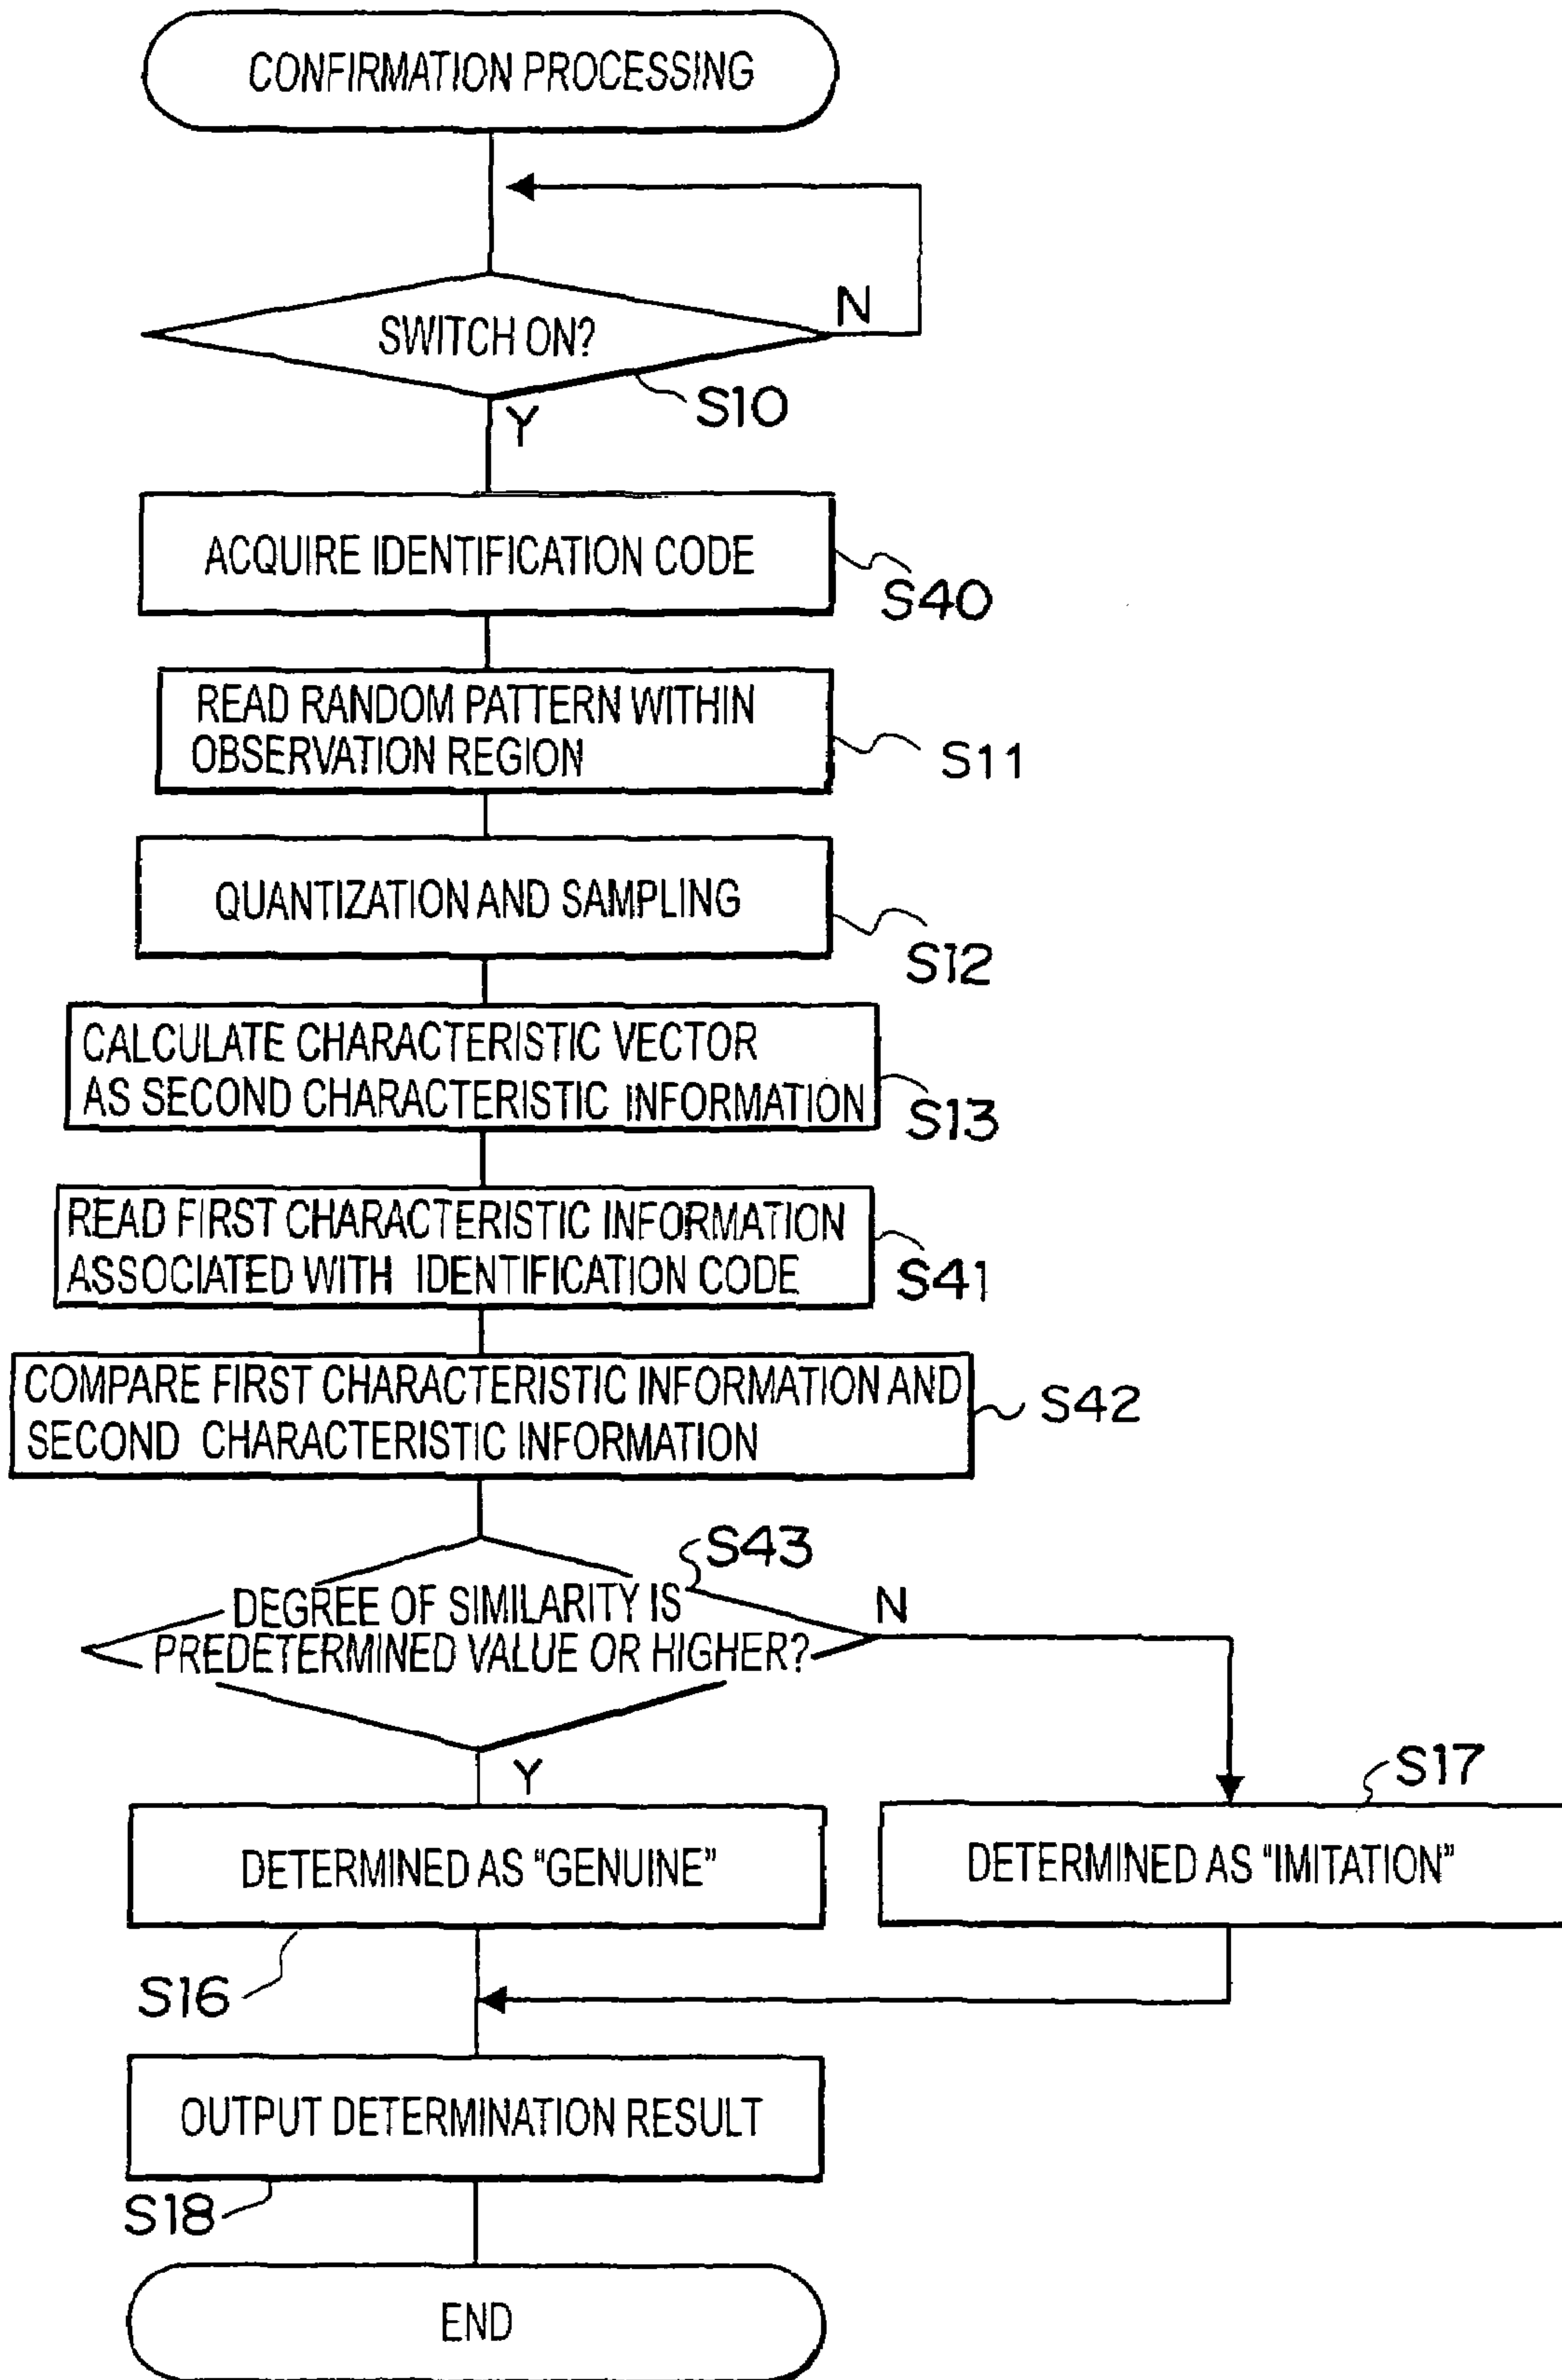 CONFIRMATION PROCESSING
N
SWITCH ON?
S10
Y
ACQUIRE IDENTIFICATION CODE
S40
READ RANDOM PATTERN WITHIN
OBSERVATION REGION
S11
QUANTIZATION AND SAMPLING
S12
CALCULATE CHARACTERISTIC VECTOR
AS SECOND CHARACTERISTIC INFORMATION
S13
READ FIRST CHARACTERISTIC INFORMATION
ASSOCIATED WITH IDENTIFICATION CODE
S41
COMPARE FIRST CHARACTERISTIC INFORMATION AND
SECOND CHARACTERISTIC INFORMATION
S42
S43
DEGREE OF SIMILARITY IS
PREDETERMINED VALUE OR HIGHER?
N
Y
S17
DETERMINED AS “GENUINE”
DETERMINED AS “IMITATION”
S16
OUTPUT DETERMINATION RESULT
S18
END